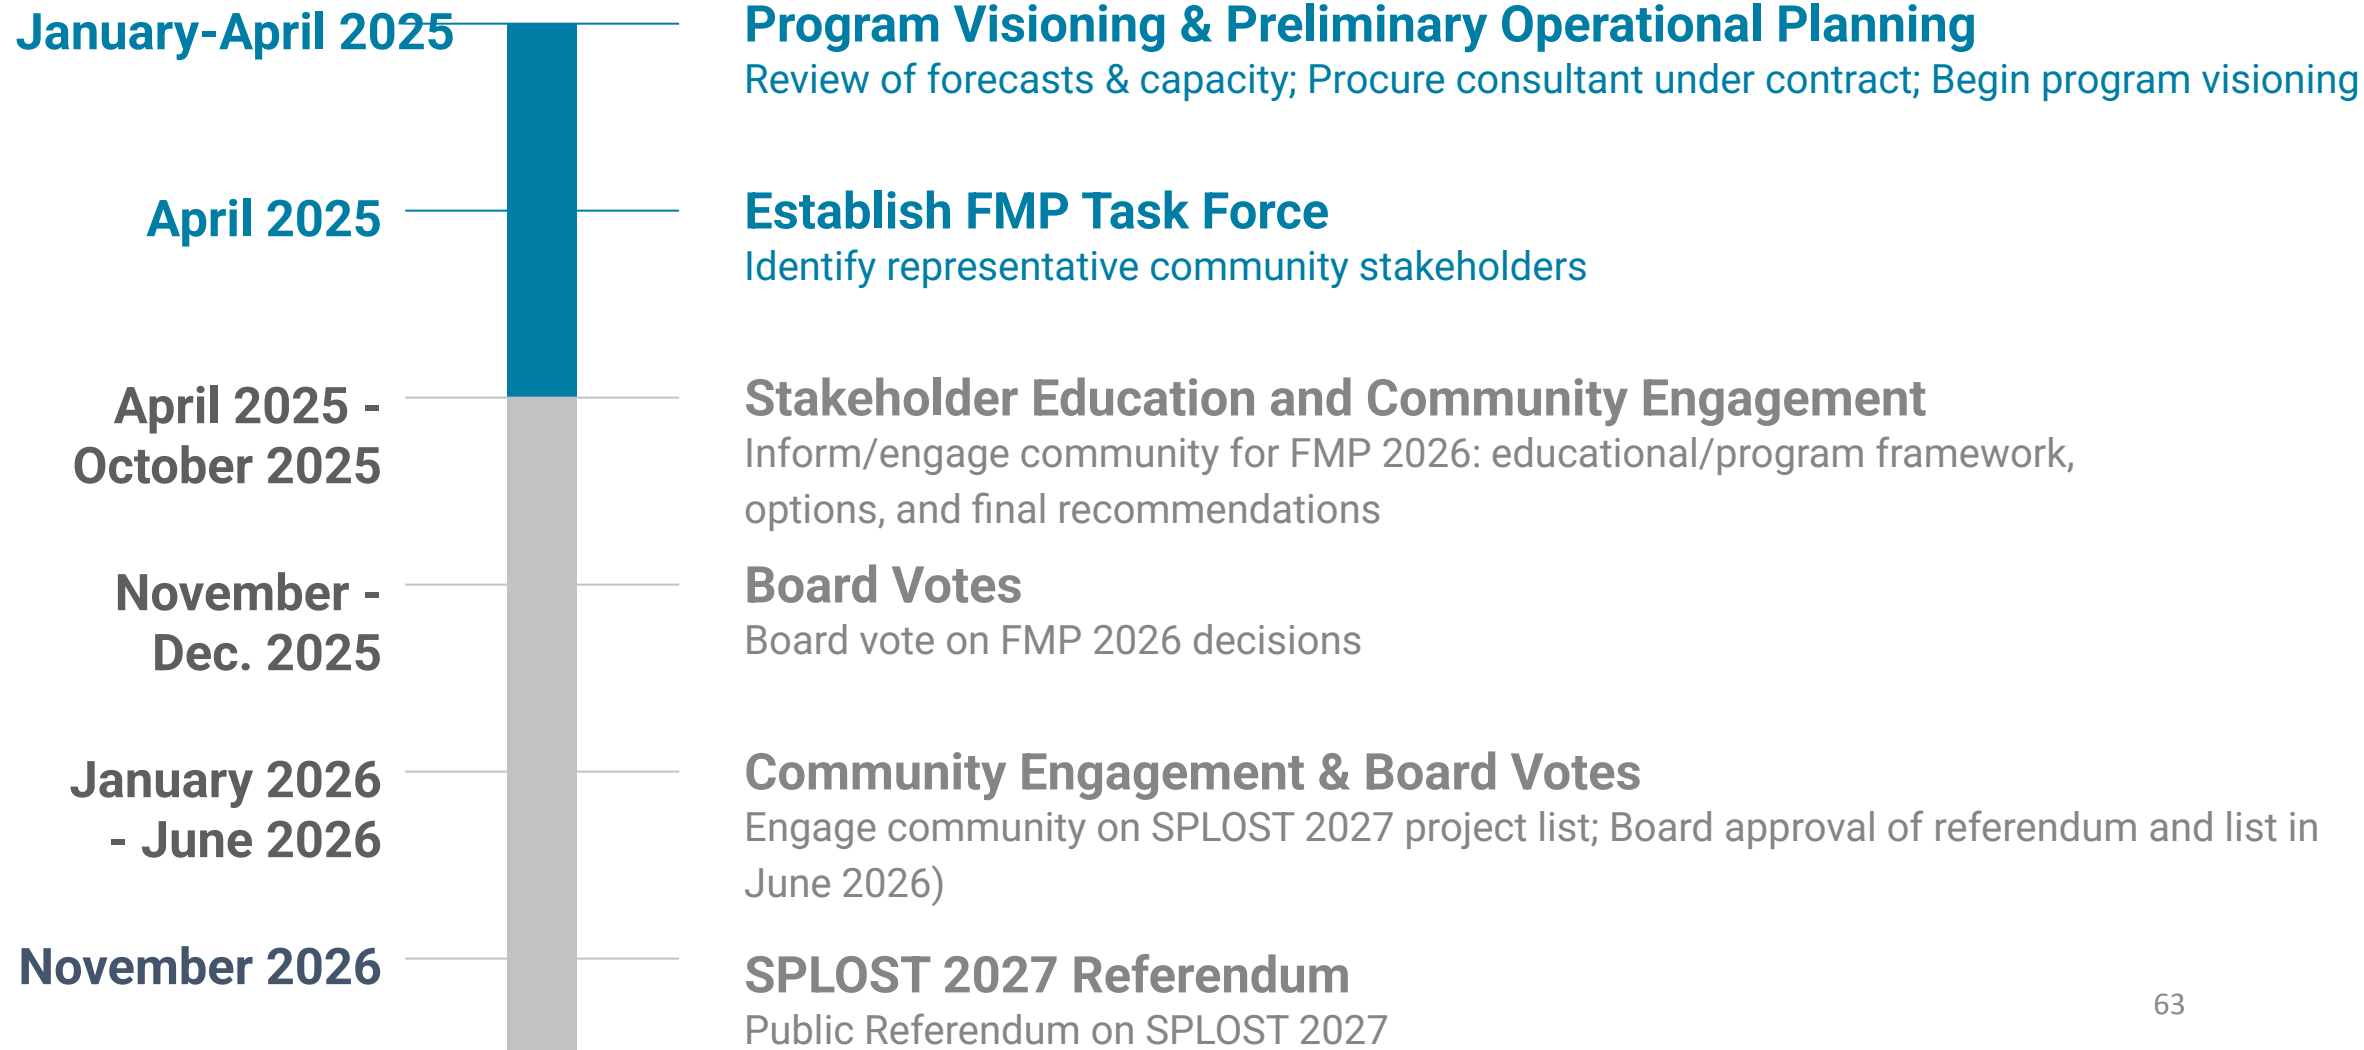 January-April 2025
Program Visioning & Preliminary Operational Planning
Review of forecasts & capacity; Procure consultant under contract; Begin program visioning
April 2025
Establish FMP Task Force
Identify representative community stakeholders
April 2025 -
October 2025
Stakeholder Education and Community Engagement
Inform/engage community for FMP 2026: educational/program framework,
options, and final recommendations
November -
Dec. 2025
Board Votes
Board vote on FMP 2026 decisions
January 2026
- June 2026
Community Engagement & Board Votes
Engage community on SPLOST 2027 project list; Board approval of referendum and list in
June 2026)
November 2026
SPLOST 2027 Referendum
Public Referendum on SPLOST 2027
63